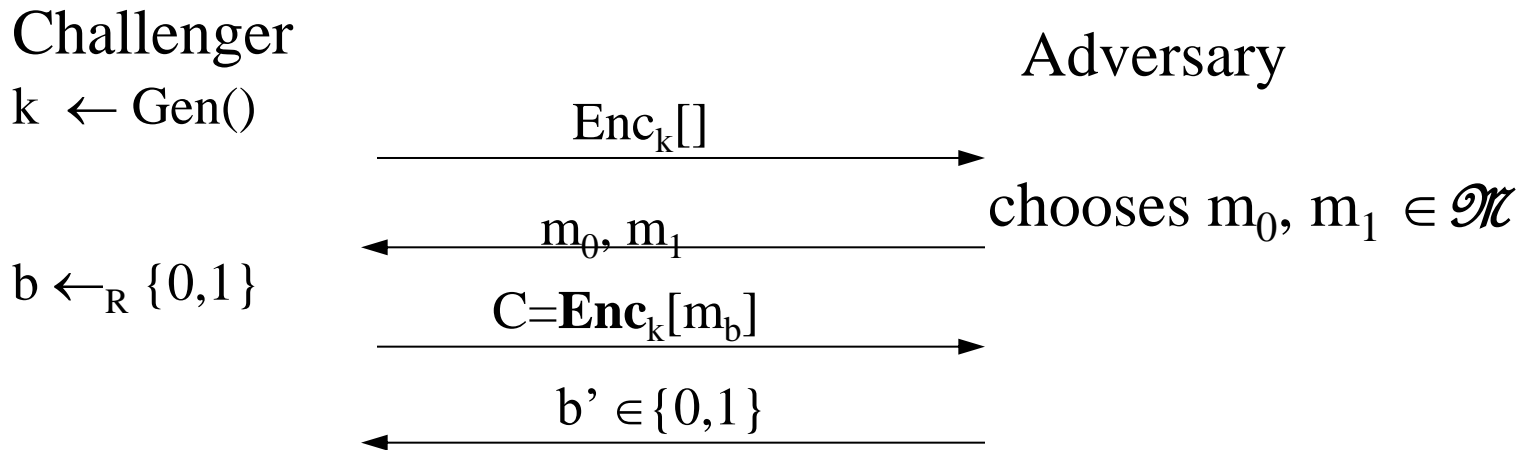 Challenger
Adversary
k ← Gen()
Enc_k[]
chooses m_0, m_1 ∈ ℳ
m_0, m_1
b ←_R {0,1}
C=Enc_k[m_b]
b’ ∈{0,1}